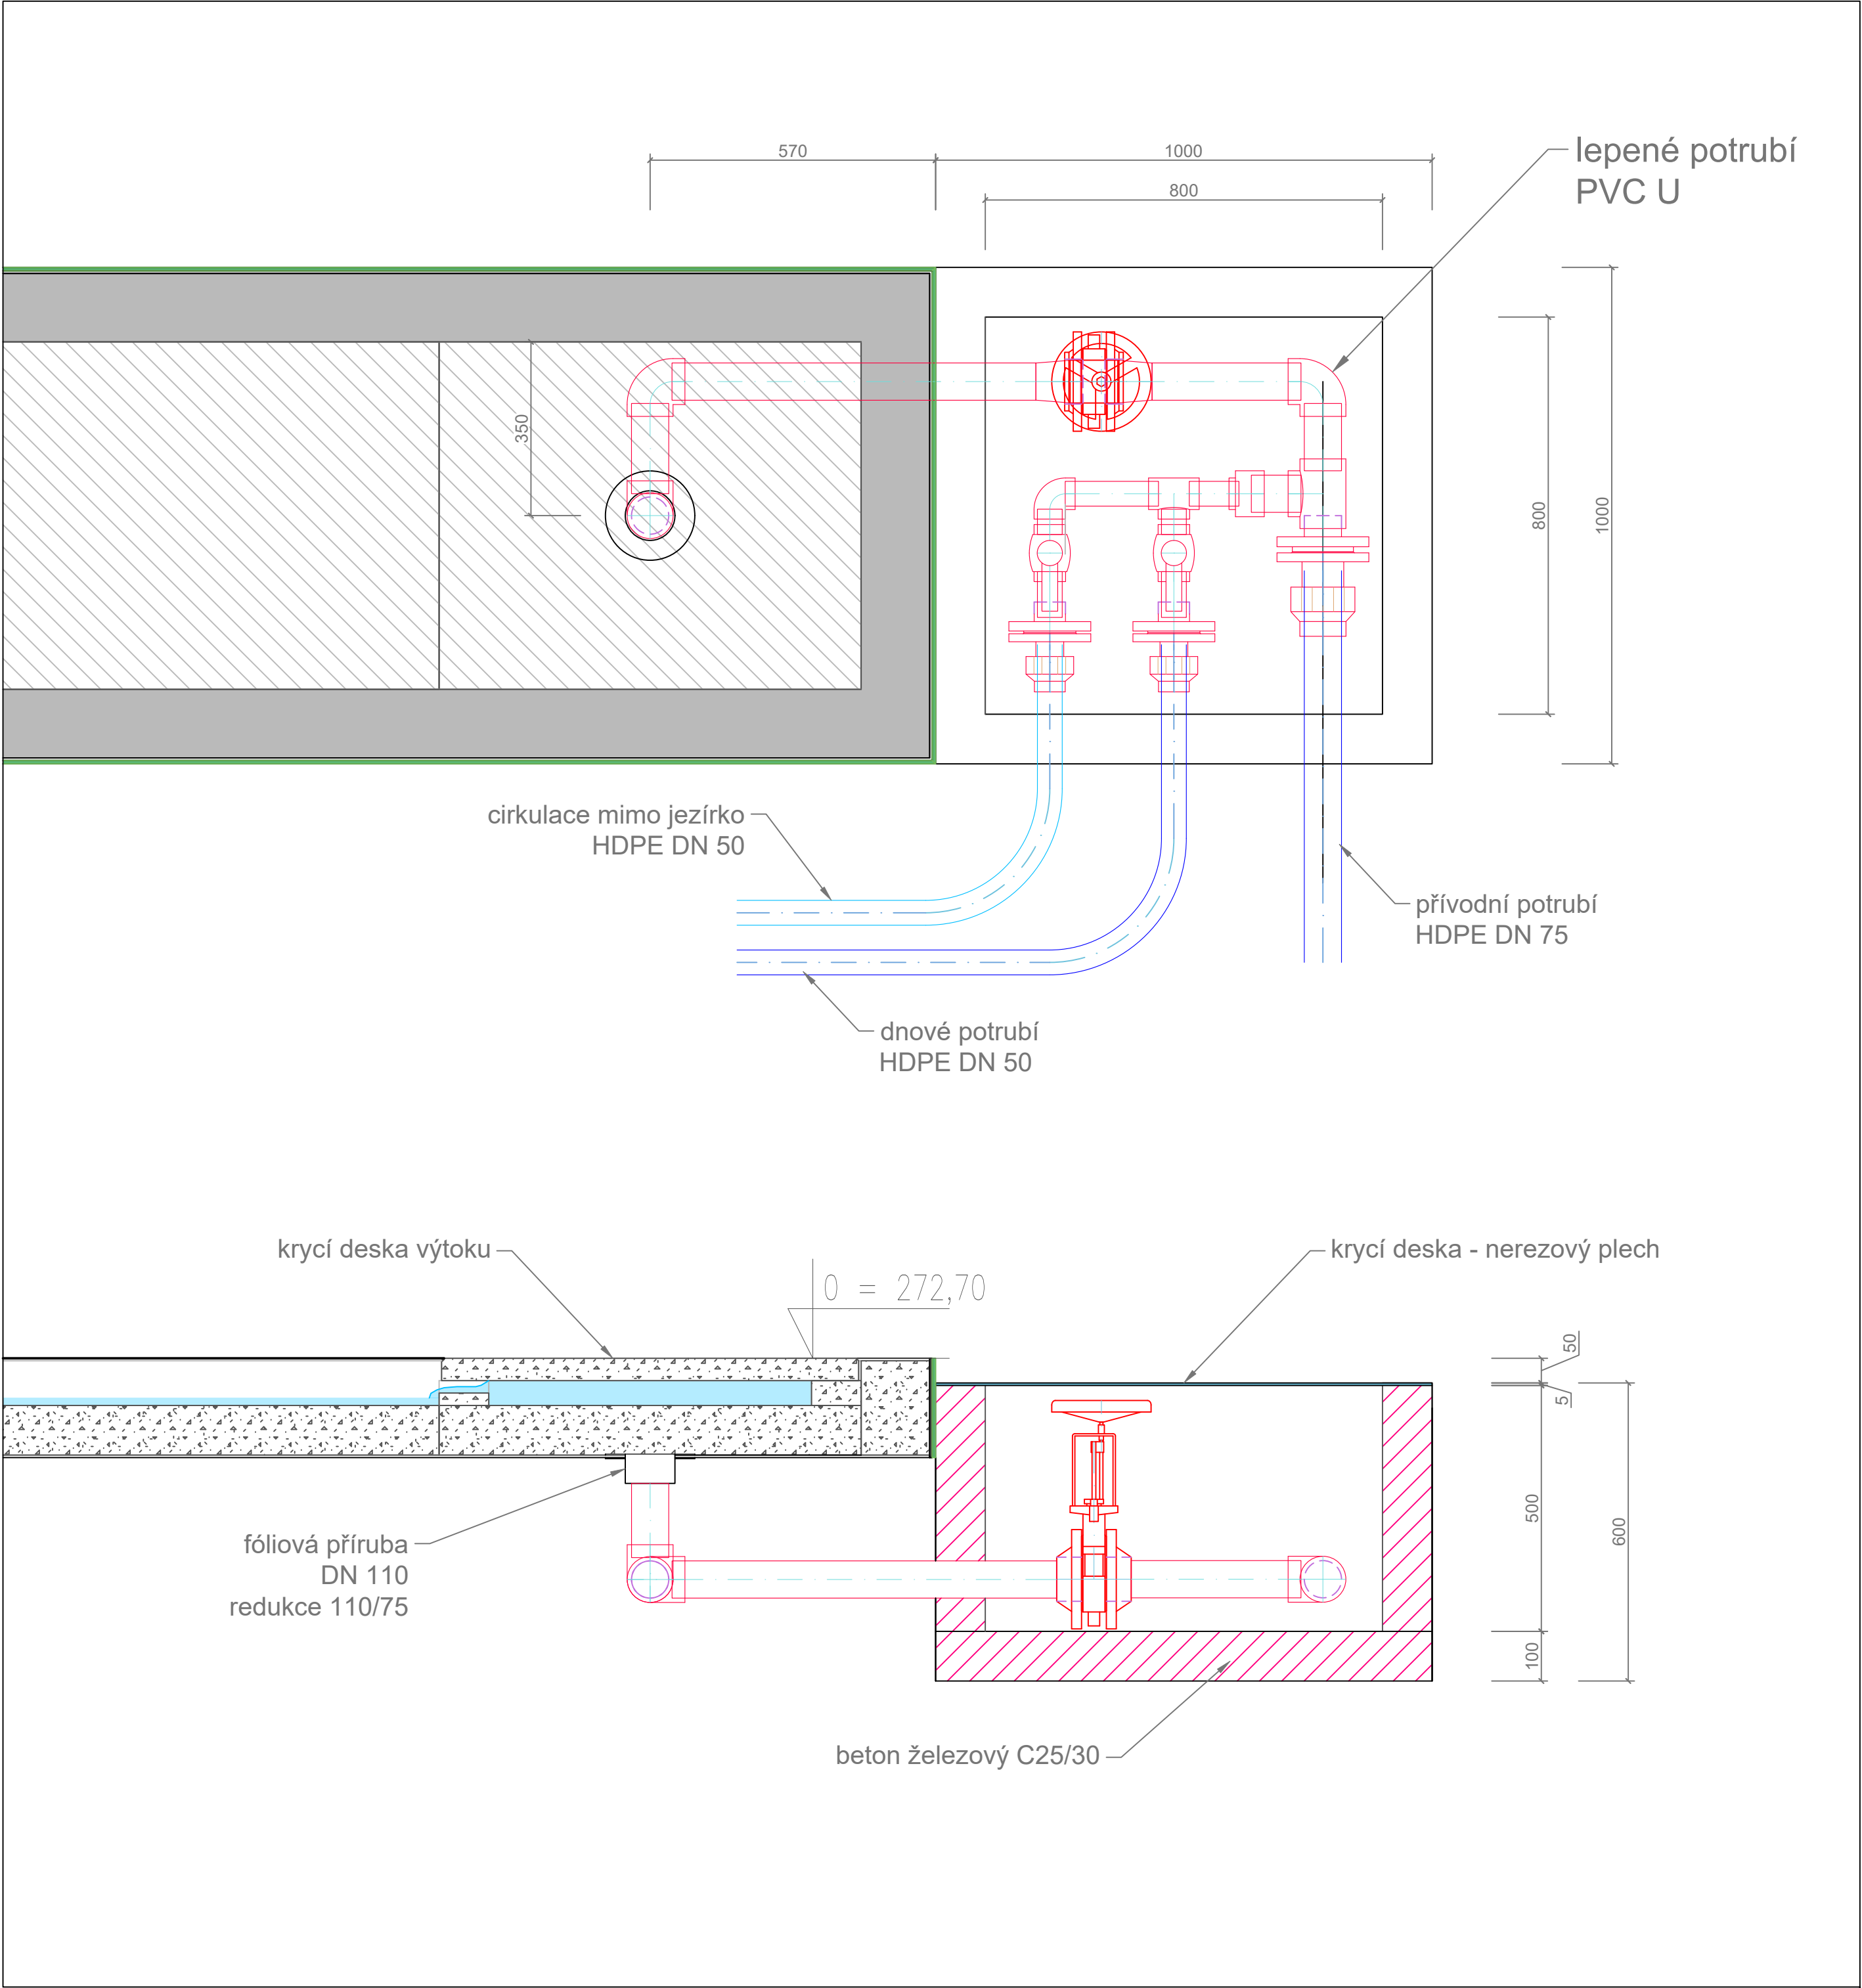 570
1000
800
lepené potrubí
PVC U
350
800
1000
cirkulace mimo jezírko
HDPE DN 50
přívodní potrubí
HDPE DN 75
dnové potrubí
HDPE DN 50
krycí deska výtoku
krycí deska - nerezový plech
0 = 272,70
50
5
500
600
fóliová příruba
DN 110
redukce 110/75
100
beton železový C25/30